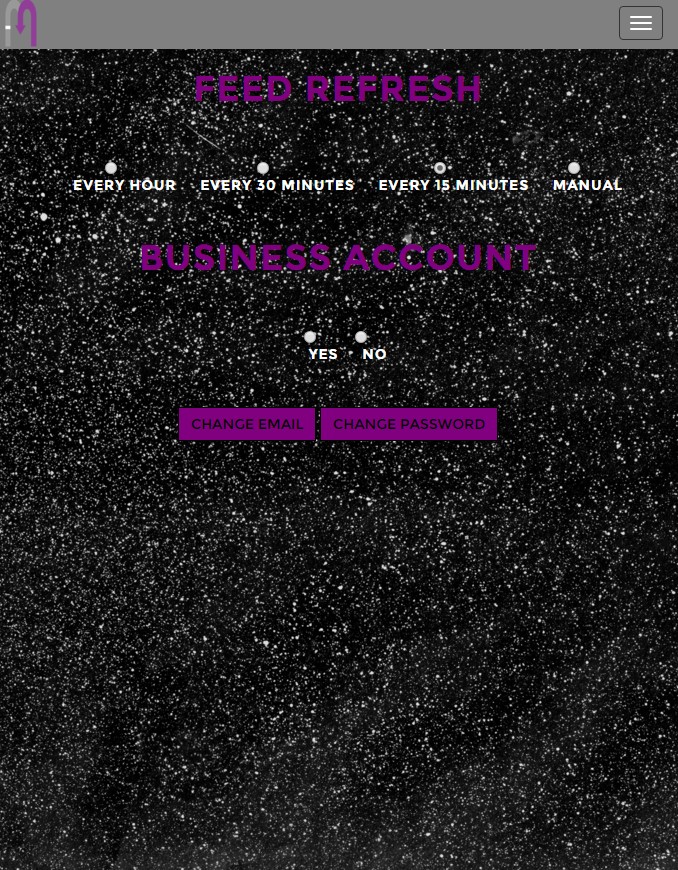 FEED REFRESH
EVERY HOUR EVERY 30 MINUTES EVERY 15 MINUTES MANUAL
BUSINESS ACCOUNT
YES NO
CHANGE EMAIL CHANGE PASSWORD